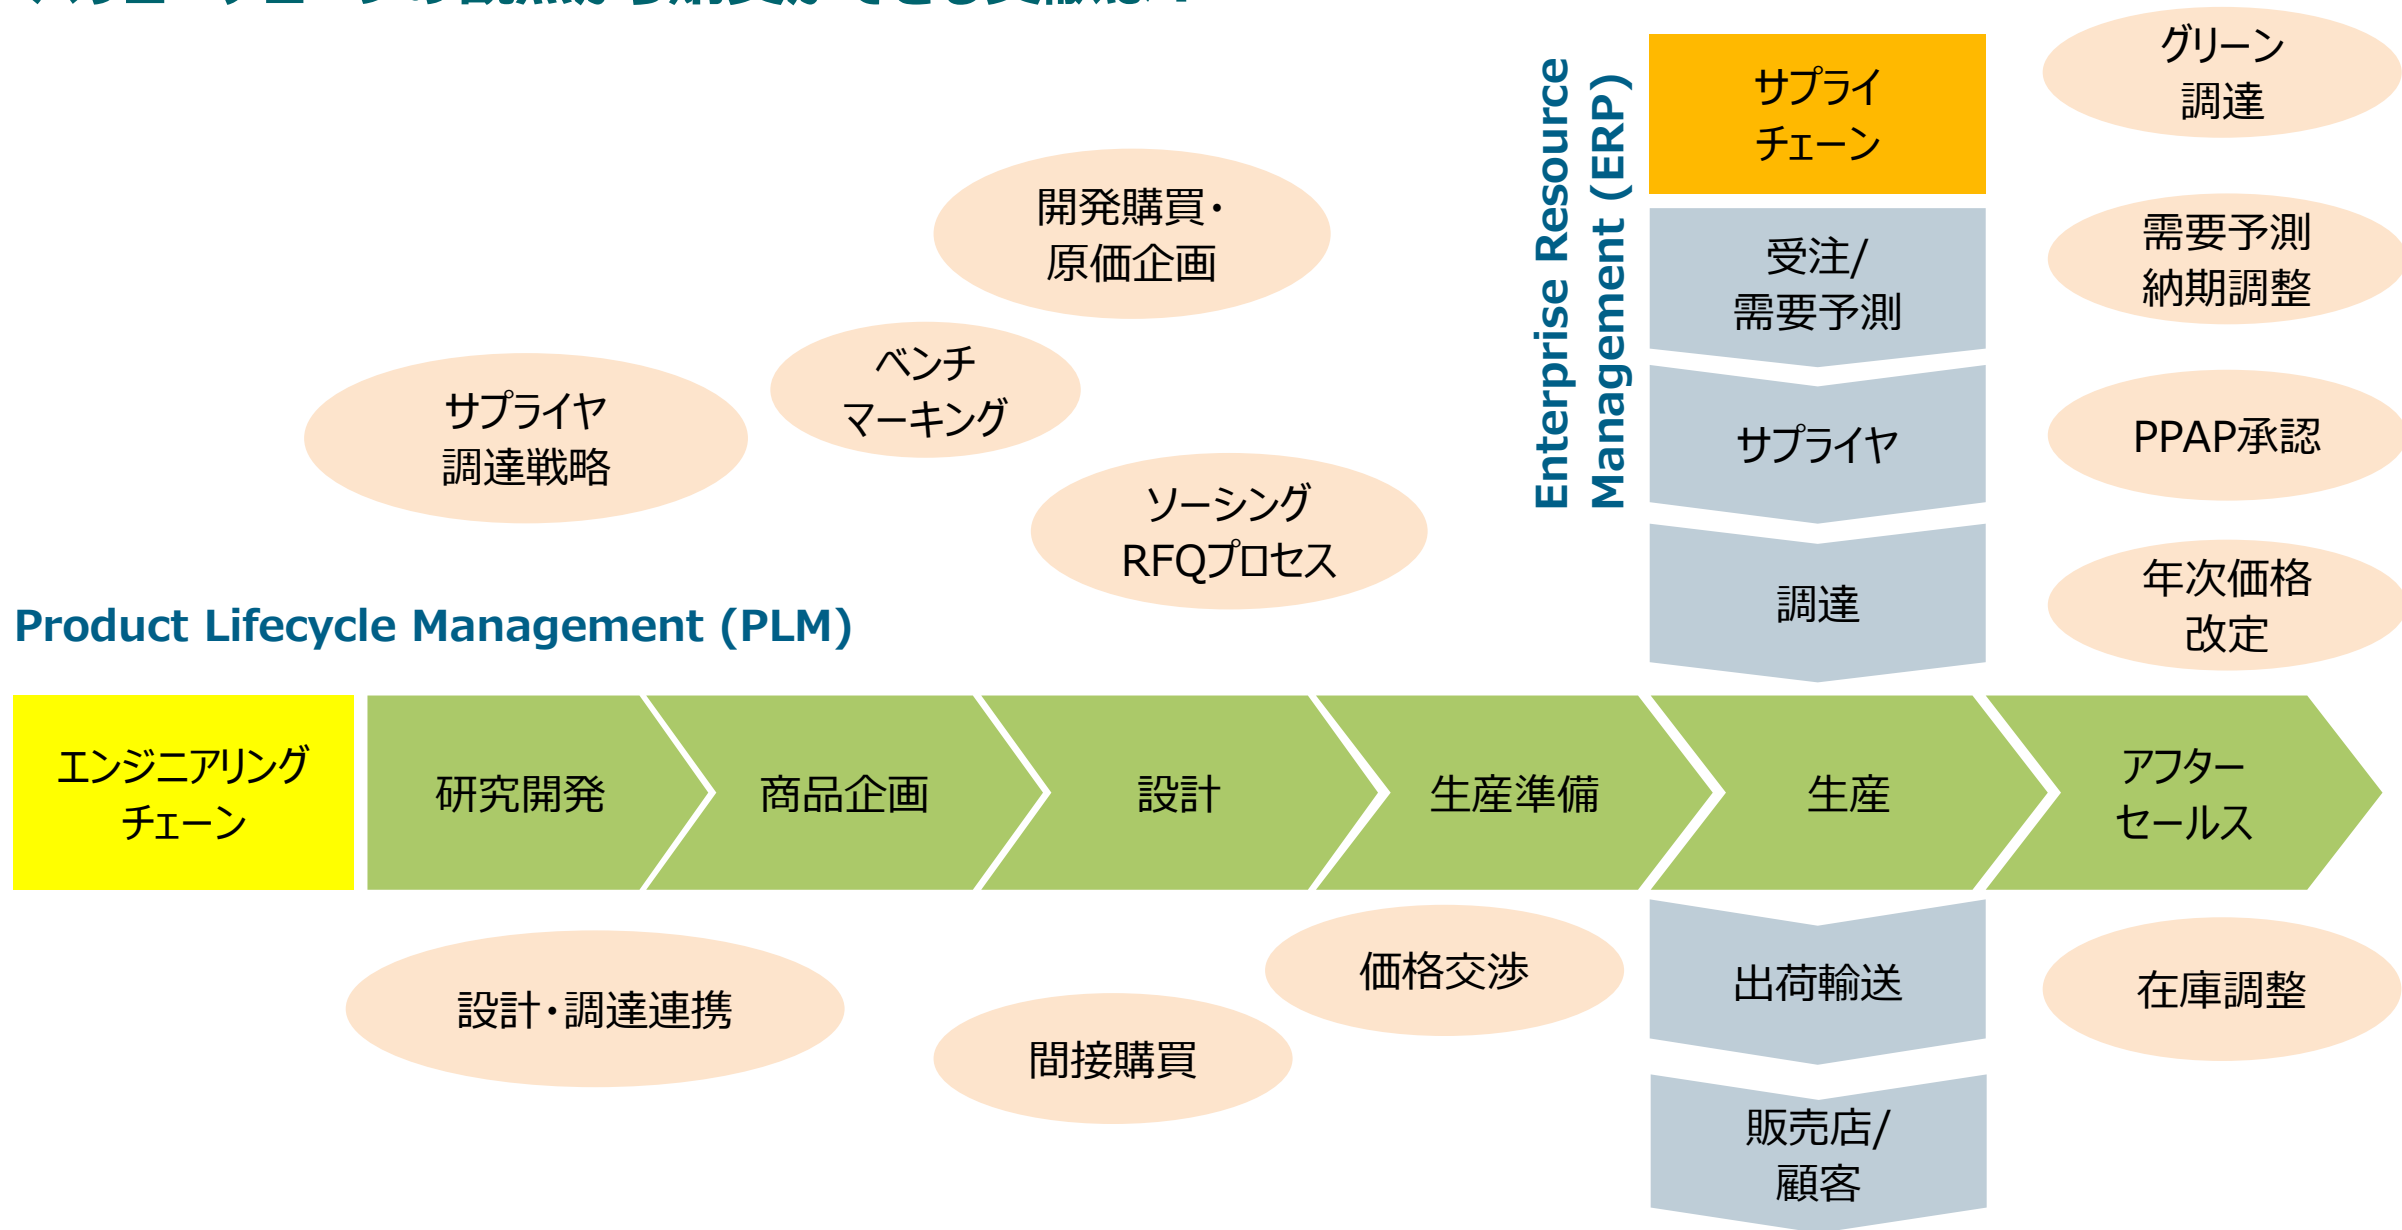 Enterprise Resource
Management (ERP)
サプライ
チェーン
グリーン
調達
開発購買・
原価企画
受注/
需要予測
需要予測
納期調整
ベンチ
マーキング
サプライヤ
調達戦略
サプライヤ
PPAP承認
ソーシング
RFQプロセス
調達
年次価格
改定
Product Lifecycle Management (PLM)
エンジニアリング
チェーン
研究開発
商品企画
設計
生産準備
生産
アフター
セールス
設計・調達連携
間接購買
価格交渉
出荷輸送
在庫調整
販売店/
顧客